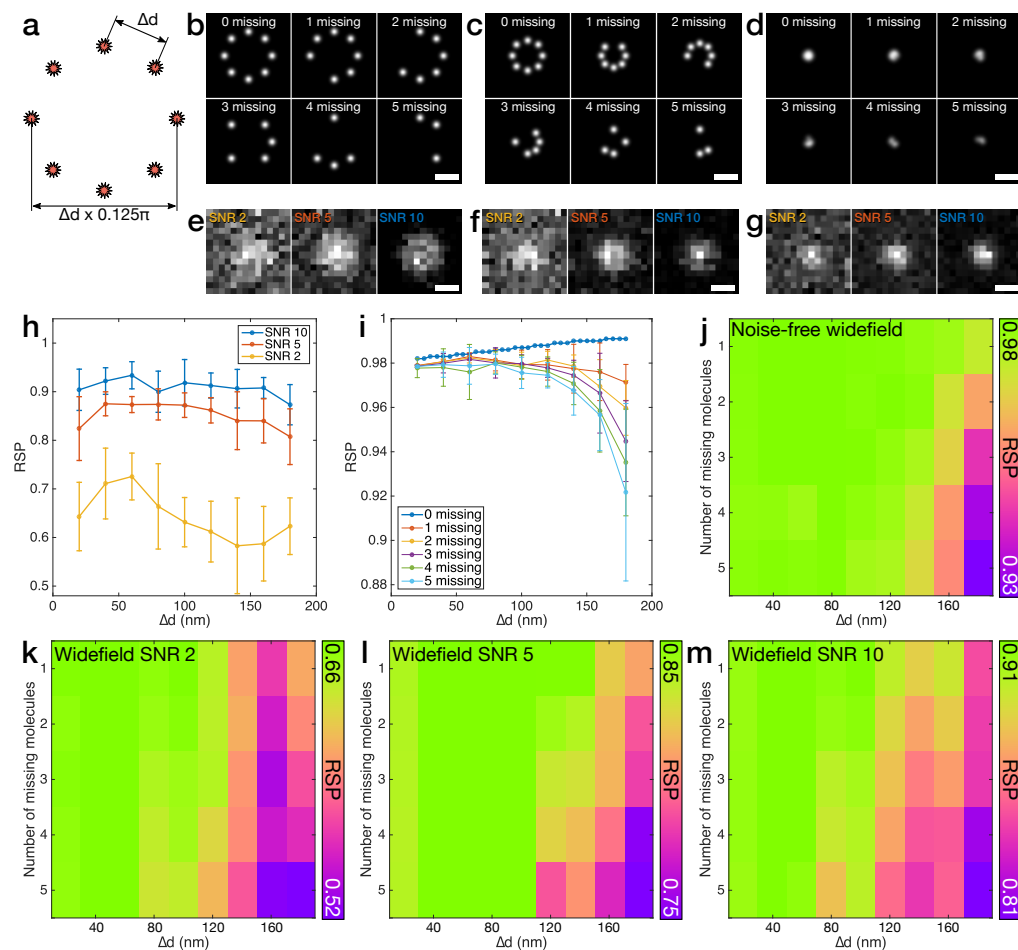 a
Δd
Δd x 0.125π
b
0 missing
1 missing
2 missing
3 missing
4 missing
5 missing
c
0 missing
1 missing
2 missing
3 missing
4 missing
5 missing
d
0 missing
1 missing
2 missing
3 missing
4 missing
5 missing
e
SNR 2
SNR 5
SNR 10
f
SNR 2
SNR 5
SNR 10
g
SNR 2
SNR 5
SNR 10
h
1
0.9
0.8
0.7
0.6
0.5
RSP
0
50
100
150
200
Δd (nm)
SNR 10
SNR 5
SNR 2
i
1
0.98
0.96
0.94
0.92
0.9
0.88
RSP
0
50
100
150
200
Δd (nm)
0 missing
1 missing
2 missing
3 missing
4 missing
5 missing
j
Noise-free widefield
Number of missing molecules
1
2
3
4
5
40
80
120
160
Δd (nm)
0.98
RSP
0.93
k
Widefield SNR 2
Number of missing molecules
1
2
3
4
5
40
80
120
160
Δd (nm)
0.66
RSP
0.52
l
Widefield SNR 5
Number of missing molecules
1
2
3
4
5
40
80
120
160
Δd (nm)
0.85
RSP
0.75
m
Widefield SNR 10
Number of missing molecules
1
2
3
4
5
40
80
120
160
Δd (nm)
0.91
RSP
0.81